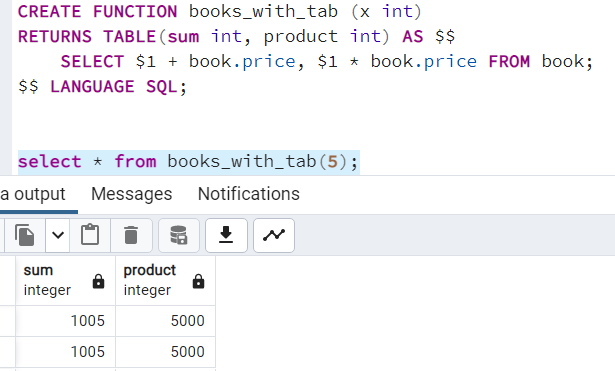 CREATE FUNCTION books_with_tab (x int)
RETURNS TABLE(sum int, product int) AS $$
SELECT $1 + book.price, $1 * book.price FROM book;
$$ LANGUAGE SQL;
select * from books_with_tab(5);
a output Messages Notifications
sum product
integer integer
1005 5000
1005 5000